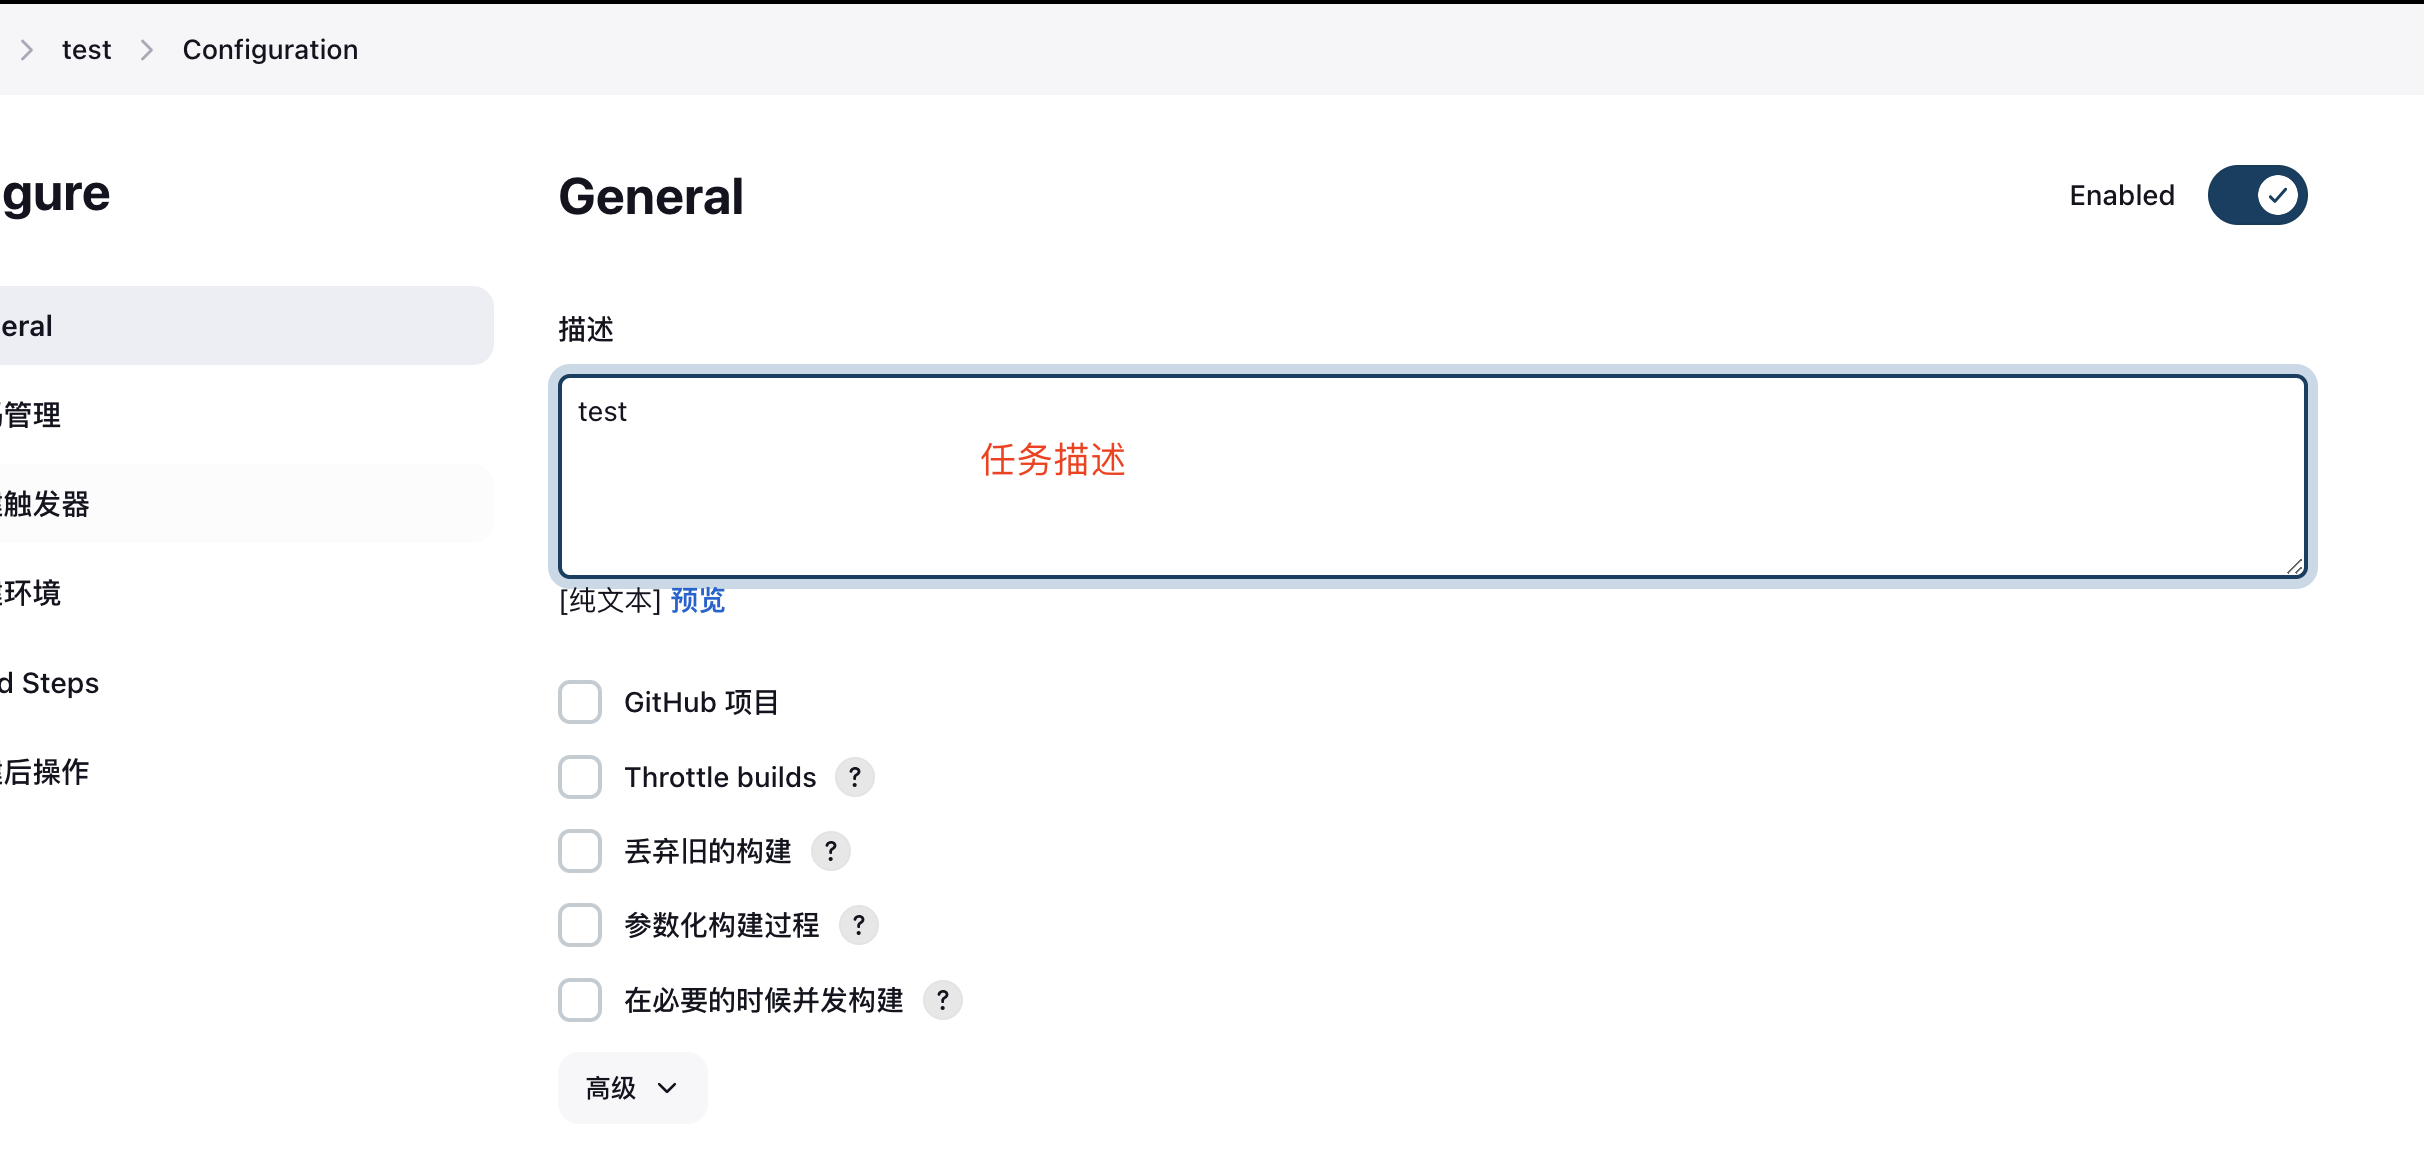 test
Configuration
gure
eral
管理
触发器
环境
d Steps
后操作
General
Enabled
描述
test
任务描述
[纯文本] 预览
GitHub 项目
Throttle builds ?
丢弃旧的构建 ?
参数化构建过程 ?
在必要的时候并发构建 ?
高级